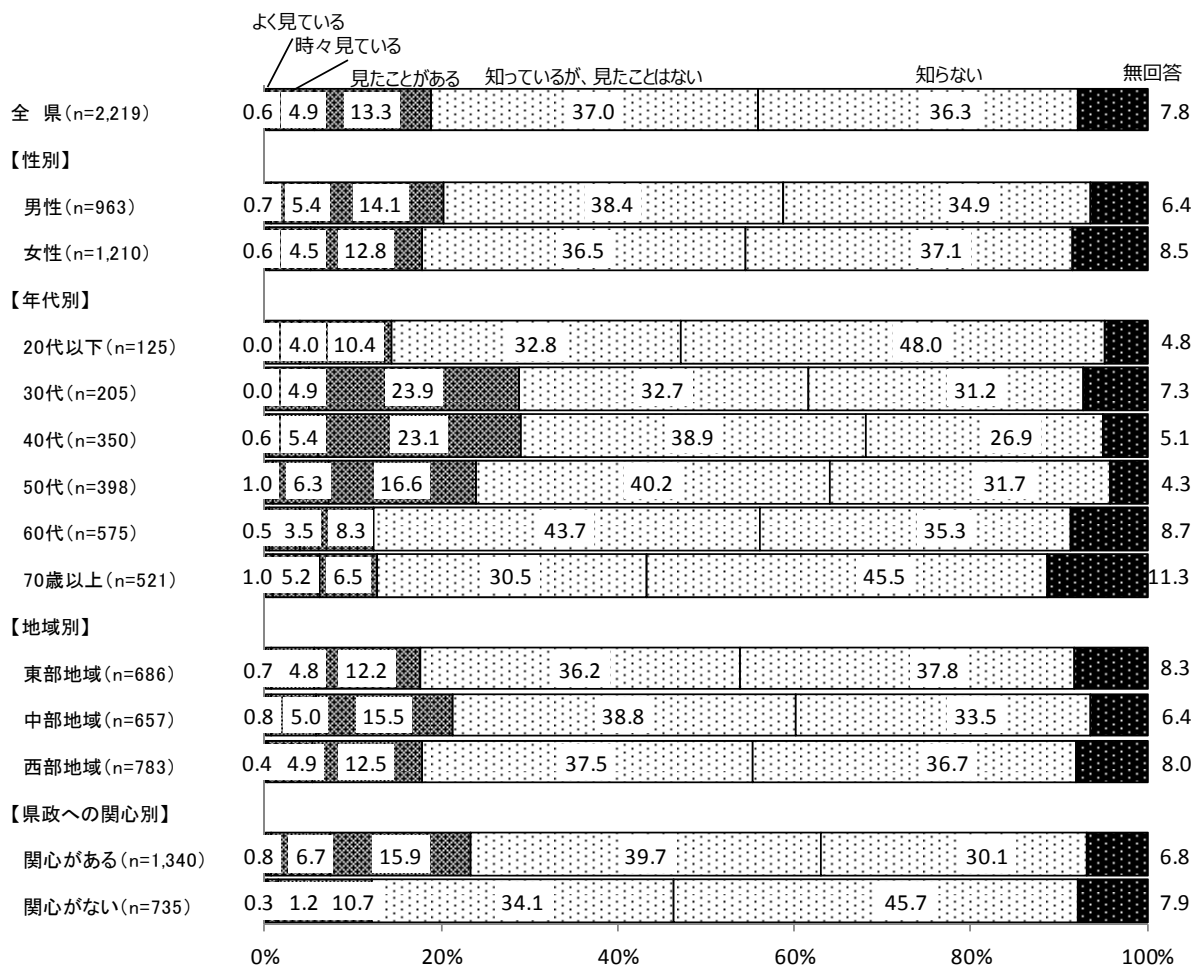 よく見ている
時々見ている
見たことがある 知っているが、見たことはない 知らない 無回答
全 県(n=2,219) 0.6 4.9 13.3 37.0 36.3 7.8
【性別】
男性(n=963) 0.7 5.4 14.1 38.4 34.9 6.4
女性(n=1,210) 0.6 4.5 12.8 36.5 37.1 8.5
【年代別】
20代以下(n=125) 0.0 4.0 10.4 32.8 48.0 4.8
30代(n=205) 0.0 4.9 23.9 32.7 31.2 7.3
40代(n=350) 0.6 5.4 23.1 38.9 26.9 5.1
50代(n=398) 1.0 6.3 16.6 40.2 31.7 4.3
60代(n=575) 0.5 3.5 8.3 43.7 35.3 8.7
70歳以上(n=521) 1.0 5.2 6.5 30.5 45.5 11.3
【地域別】
東部地域(n=686) 0.7 4.8 12.2 36.2 37.8 8.3
中部地域(n=657) 0.8 5.0 15.5 38.8 33.5 6.4
西部地域(n=783) 0.4 4.9 12.5 37.5 36.7 8.0
【県政への関心別】
関心がある(n=1,340) 0.8 6.7 15.9 39.7 30.1 6.8
関心がない(n=735) 0.3 1.2 10.7 34.1 45.7 7.9
0% 20% 40% 60% 80% 100%